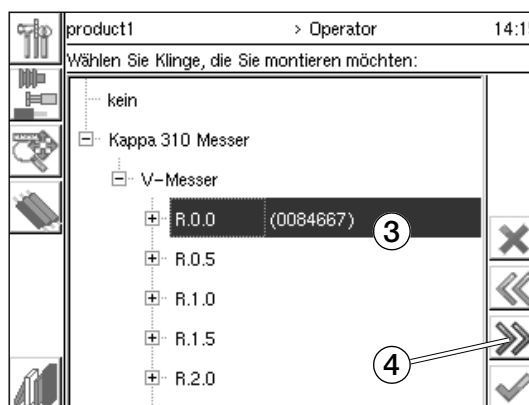 product1 > Operator 14:15
Wählen Sie Klinge, die Sie montieren möchten:
kein
Kappa 310 Messer
V-Messer
R.0.0 (0084667) 3
R.0.5
R.1.0
R.1.5
4
R.2.0